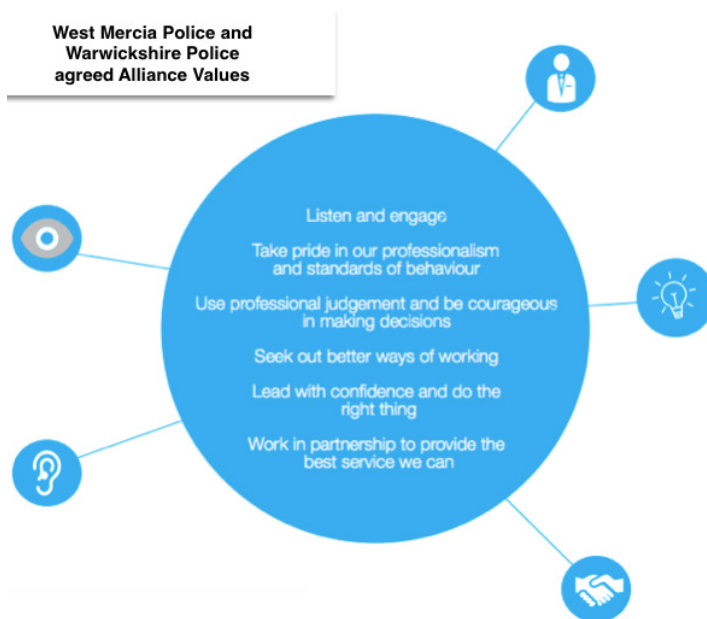 West Mercia Police and
Warwickshire Police
agreed Alliance Values
Listen and engage
Take pride in our professionalism
and standards of behaviour
Use professional judgement and be courageous
in making decisions
Seek out better ways of working
Lead with confidence and do the
right thing
Work in partnership to provide the
best service we can